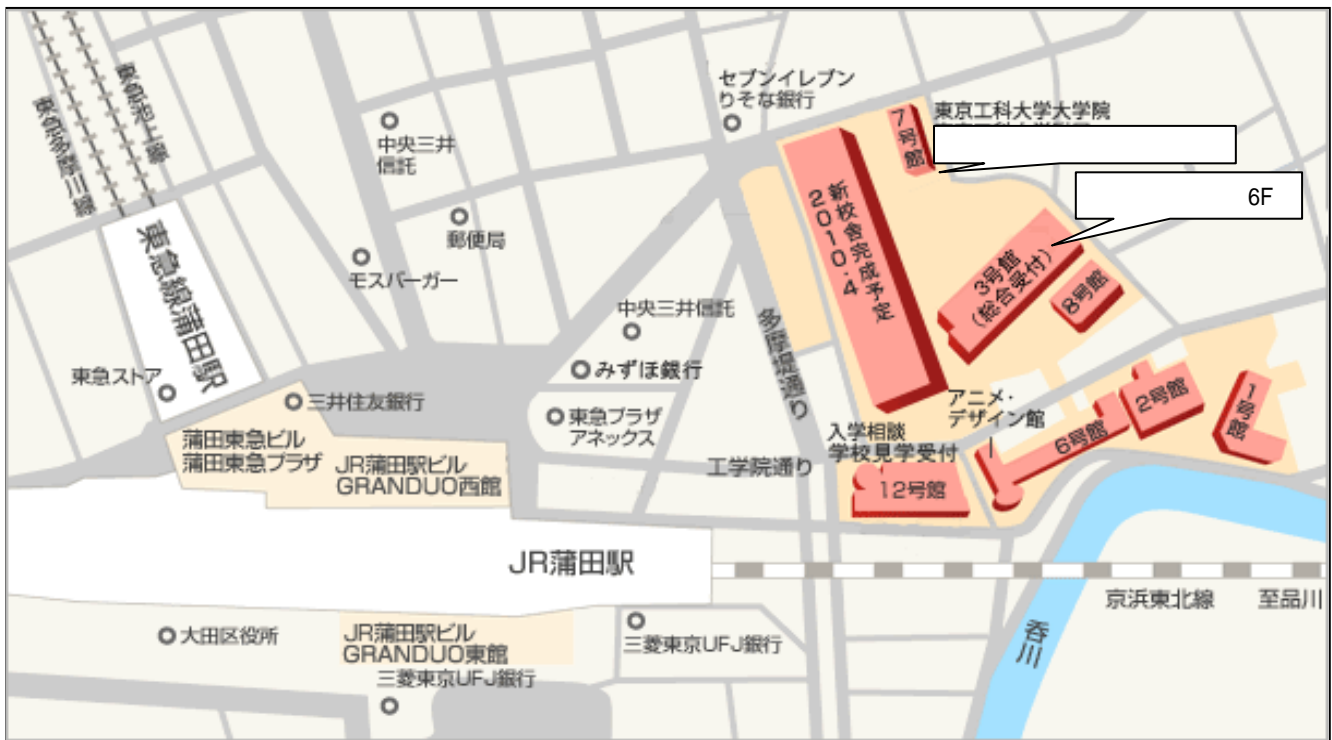 東急多摩川線
東急池上線
東急線蒲田駅
東急ストア
中央三井
信託
郵便局
モスバーガー
セブンイレブン
りそな銀行
東京工科大学大学院
7号館
6F
新校舎完成予定
2010.4
3号館
(総合受付)
8号館
中央三井信託
みずほ銀行
東急プラザ
アネックス
多摩堤通り
三井住友銀行
蒲田東急ビル
蒲田東急プラザ
JR蒲田駅ビル
GRANDUO西館
工学院通り
入学相談
学校見学受付
12号館
アニメ・
デザイン館
6号館
2号館
1号館
JR蒲田駅
京浜東北線
至品川
呑川
大田区役所
JR蒲田駅ビル
GRANDUO東館
三菱東京UFJ銀行
三菱東京UFJ銀行